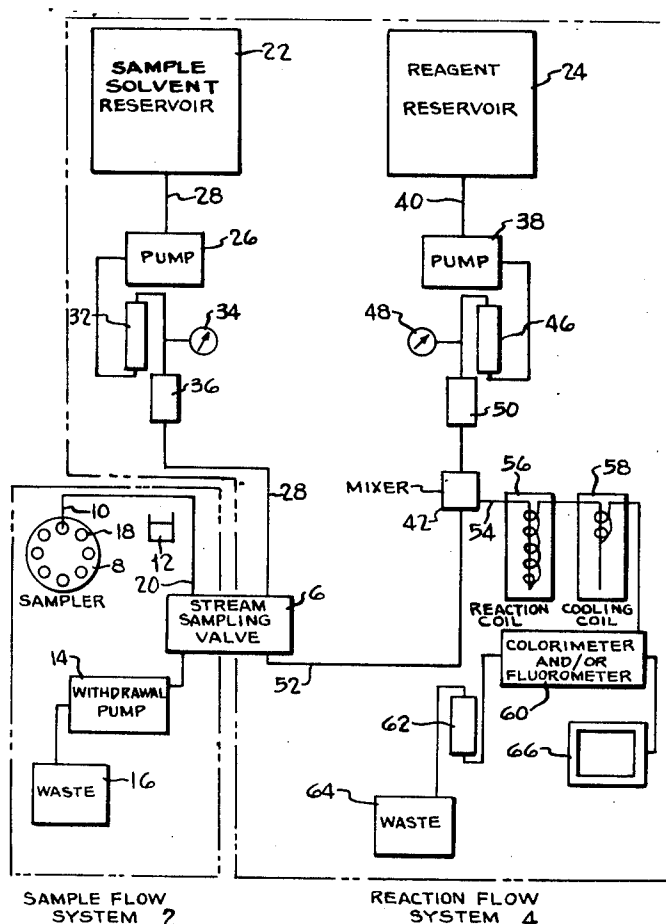 22
SAMPLE
SOLVENT
RESERVOIR
REAGENT
RESERVOIR
24
28
40
26
PUMP
38
PUMP
32
34
48
46
36
50
28
MIXER
42
54
56
58
REACTION
COIL
COOLING
COIL
10
18
8
12
20
SAMPLER
6
STREAM
SAMPLING
VALVE
52
14
WITHDRAWAL
PUMP
16
WASTE
COLORIMETER
AND/OR
FLUOROMETER
60
62
66
64
WASTE
SAMPLE FLOW
SYSTEM 2
REACTION FLOW
SYSTEM 4